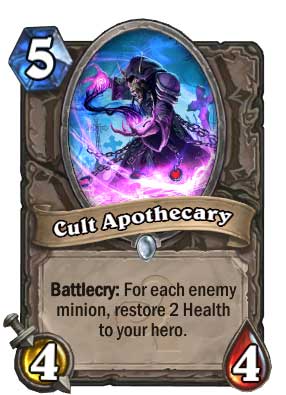 5
Cult Apothecary
Battlecry: For each enemy
minion, restore 2 Health
to your hero.
4 4